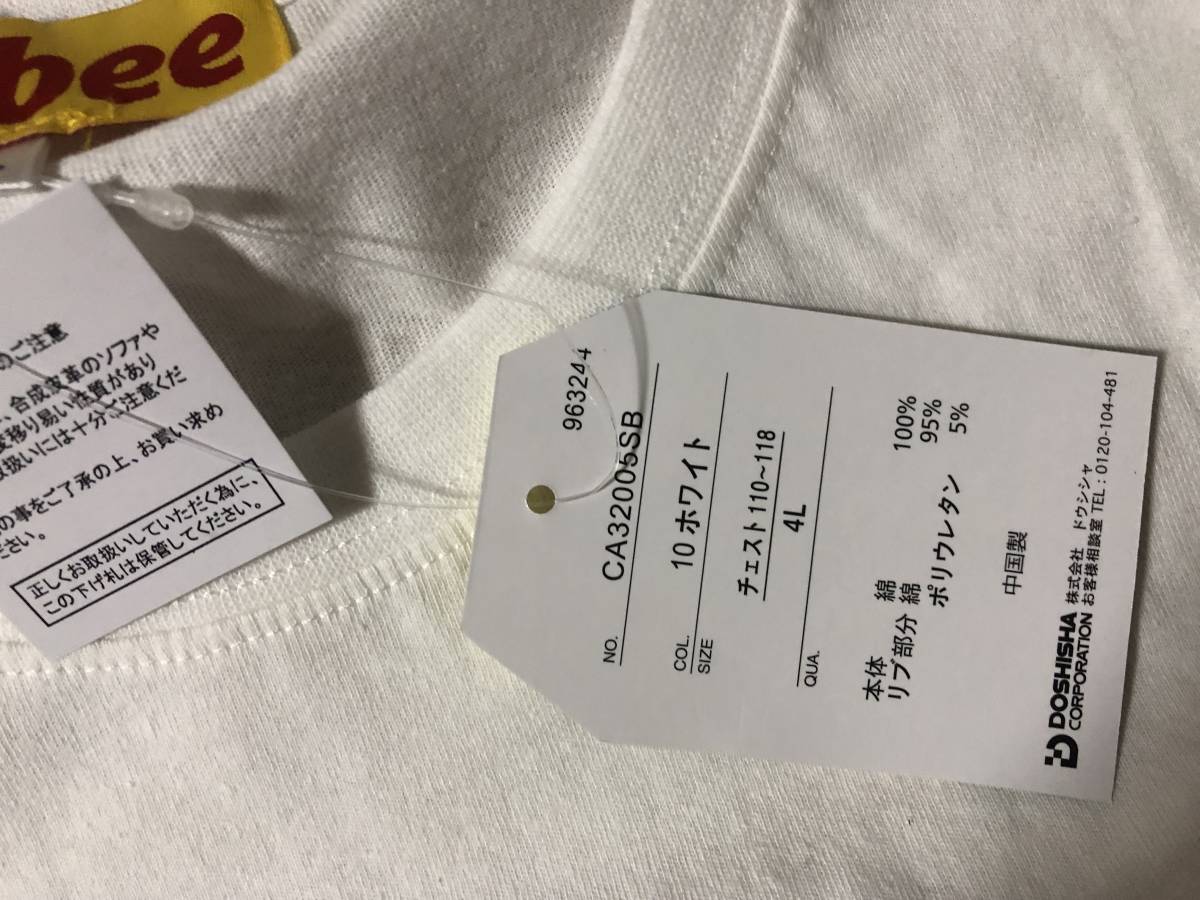 bee
のご注意
、合成皮革のソファや
移り易い性質があり
取扱いには十分ご注意くだ
の事をご了承の上、お買い求め
ださい。
正しくお取扱いしていただく為に、
この下げ札は保管してください。
963244
NO. CA32005SB
COL. 10 ホワイト
SIZE チェスト110~118
4L
QUA.
本体 綿 100%
リブ部分 綿 95%
ポリウレタン 5%
中国製
DOSHISHA 株式会社 ドウシシャ
CORPORATION お客様相談室 TEL:0120-104-481